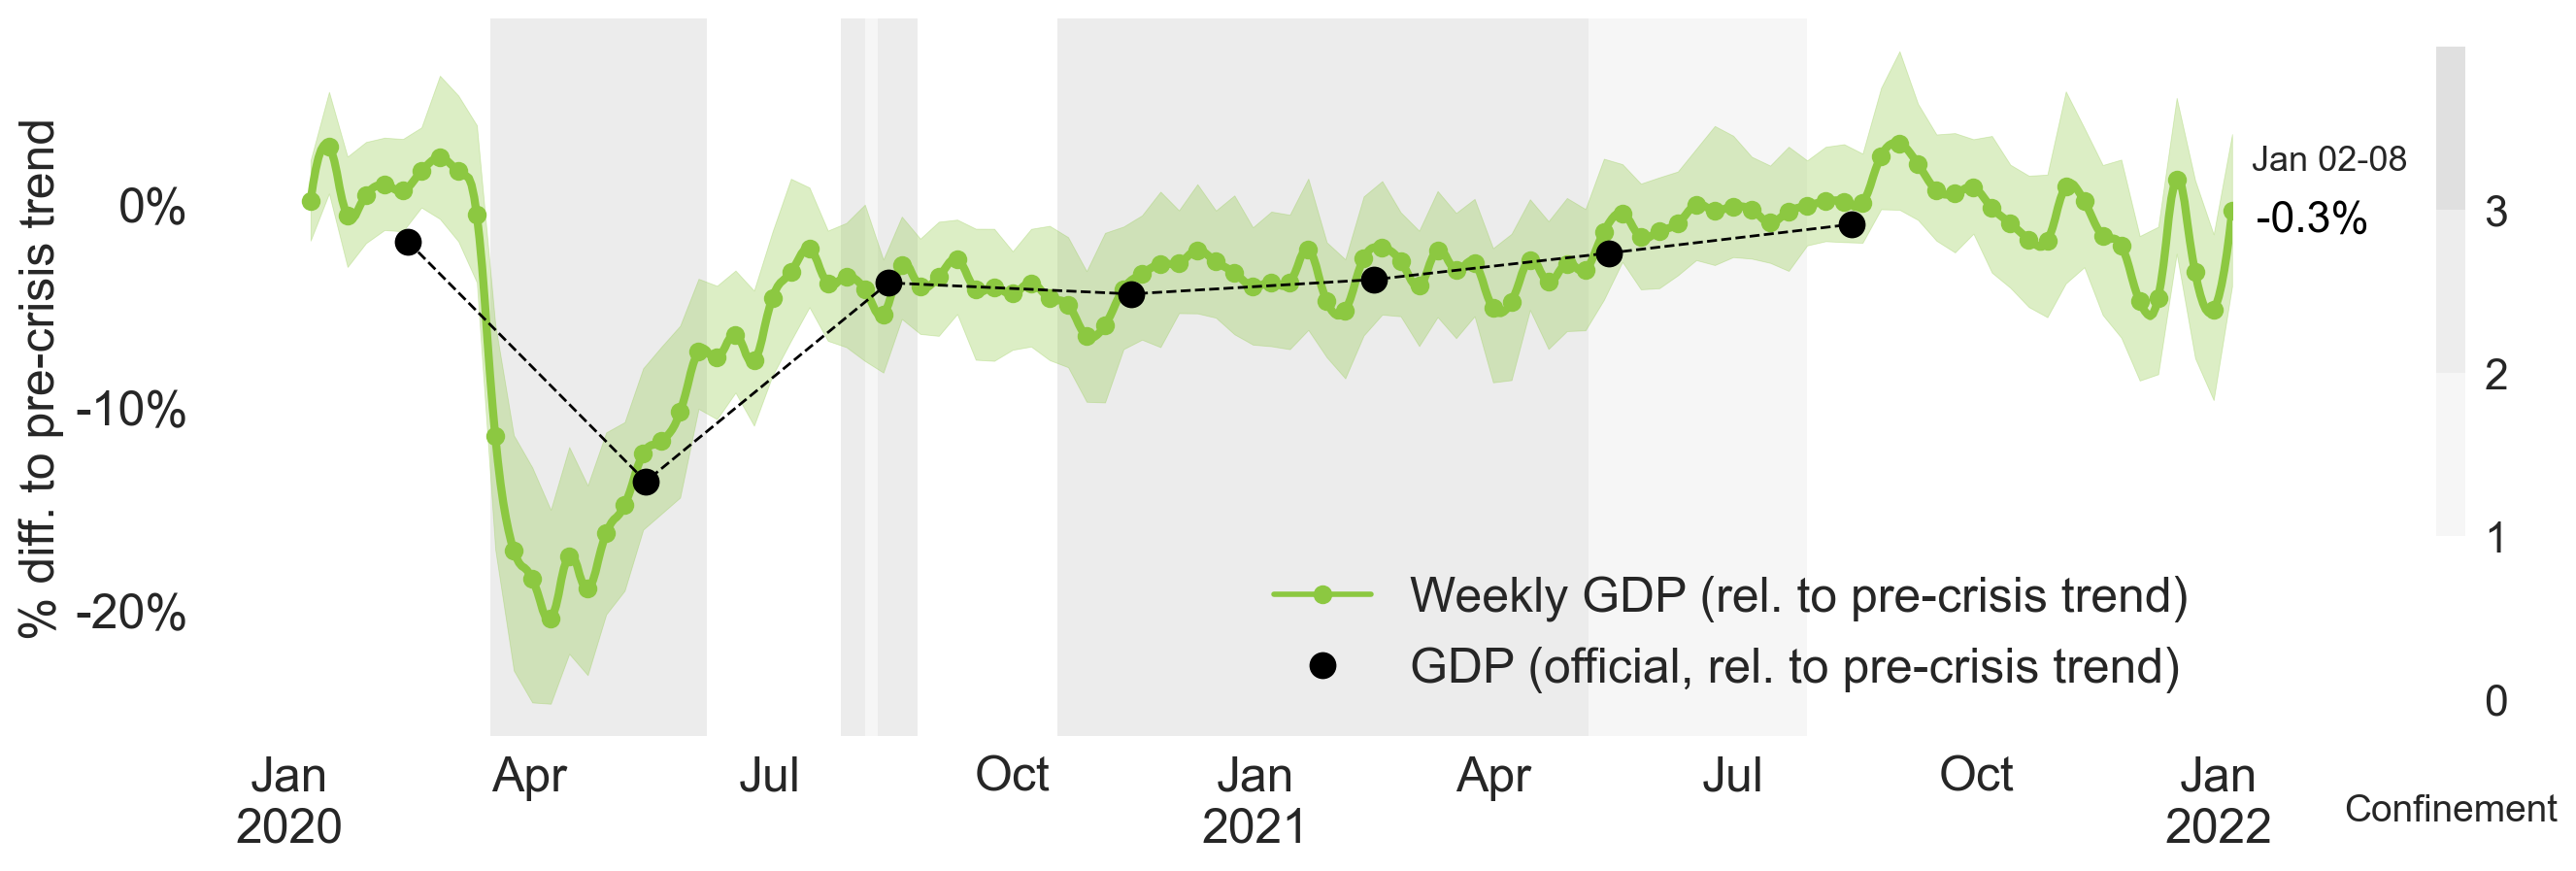 % diff. to pre-crisis trend
0%
-10%
-20%
Jan 02-08
-0.3%
3
2
1
0
Weekly GDP (rel. to pre-crisis trend)
GDP (official, rel. to pre-crisis trend)
Jan Apr Jul Oct Jan Apr Jul Oct Jan
2020 2021 2022
Confinement